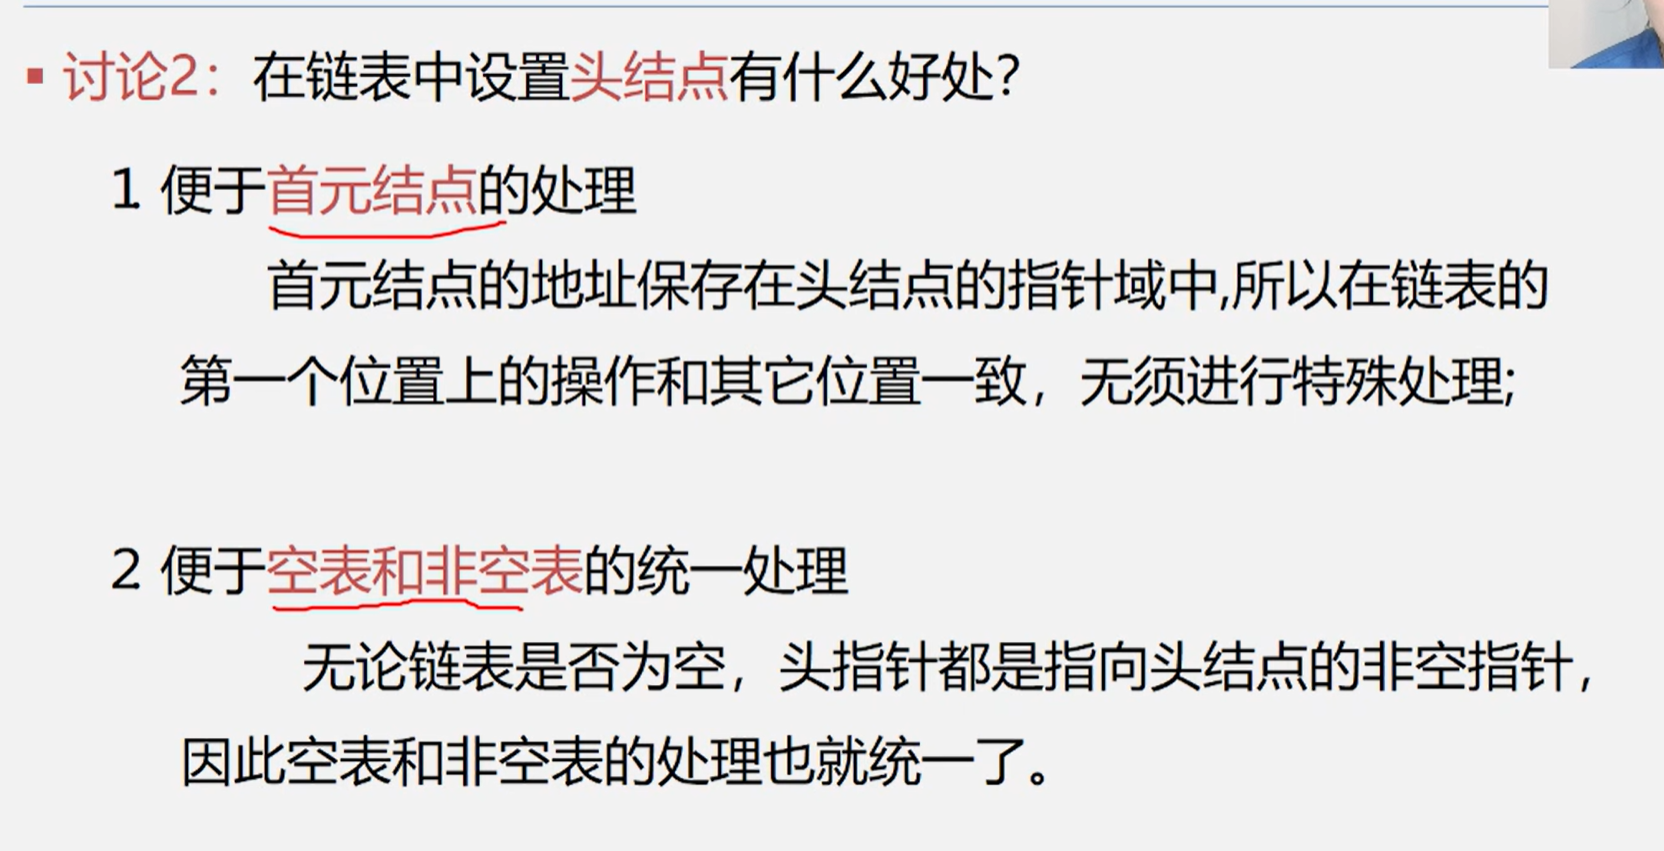 讨论2：在链表中设置头结点有什么好处？
1. 便于首元结点的处理
首元结点的地址保存在头结点的指针域中,所以在链表的
第一个位置上的操作和其它位置一致，无须进行特殊处理;
2. 便于空表和非空表的统一处理
无论链表是否为空，头指针都是指向头结点的非空指针，
因此空表和非空表的处理也就统一了。